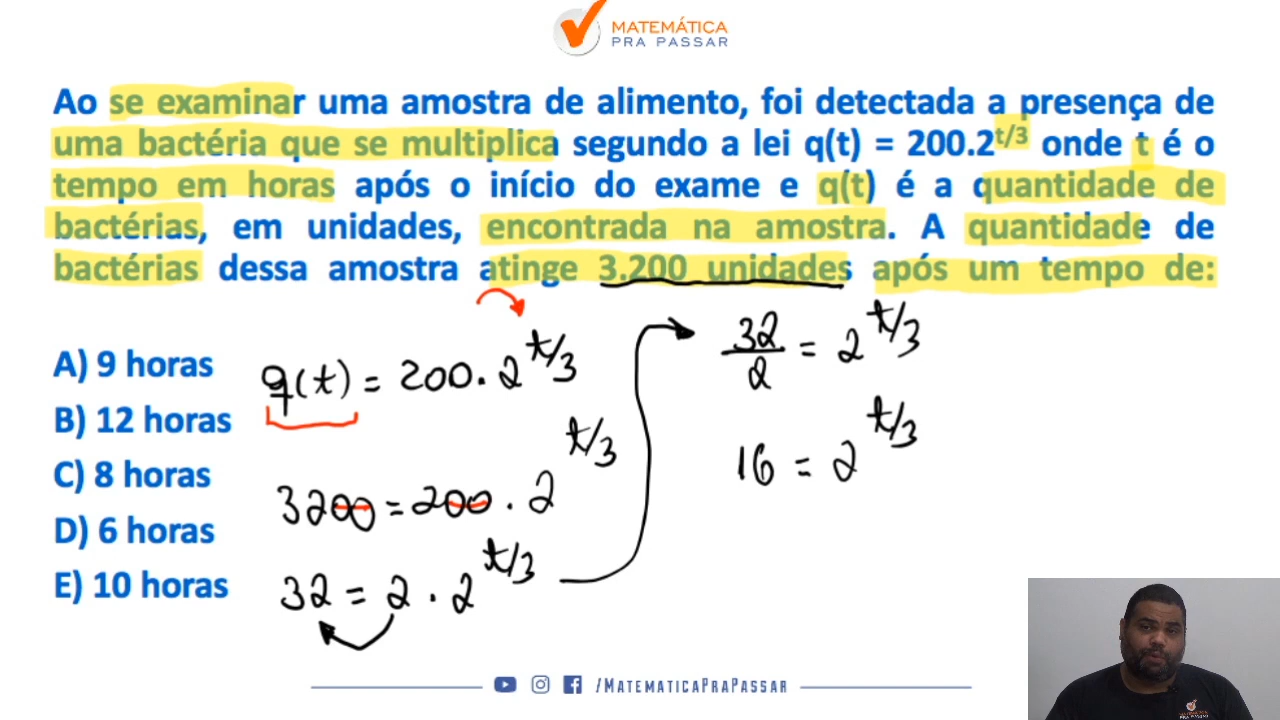 MATEMÁTICA
PRA PASSAR
Ao se examinar uma amostra de alimento, foi detectada a presença de
uma bactéria que se multiplica segundo a lei q(t) = 200.2^{t/3} onde t é o
tempo em horas após o início do exame e q(t) é a quantidade de
bactérias, em unidades, encontrada na amostra. A quantidade de
bactérias dessa amostra atinge 3.200 unidades após um tempo de:
A) 9 horas
B) 12 horas
C) 8 horas
D) 6 horas
E) 10 horas
q(t) = 200 . 2^{t/3}
3200 = 200 . 2^{t/3}
32 = 2 . 2^{t/3}
32/2 = 2^{t/3}
16 = 2^{t/3}
/MATEMATICAPRAPASSAR
MATEMÁTICA
PRA PASSAR